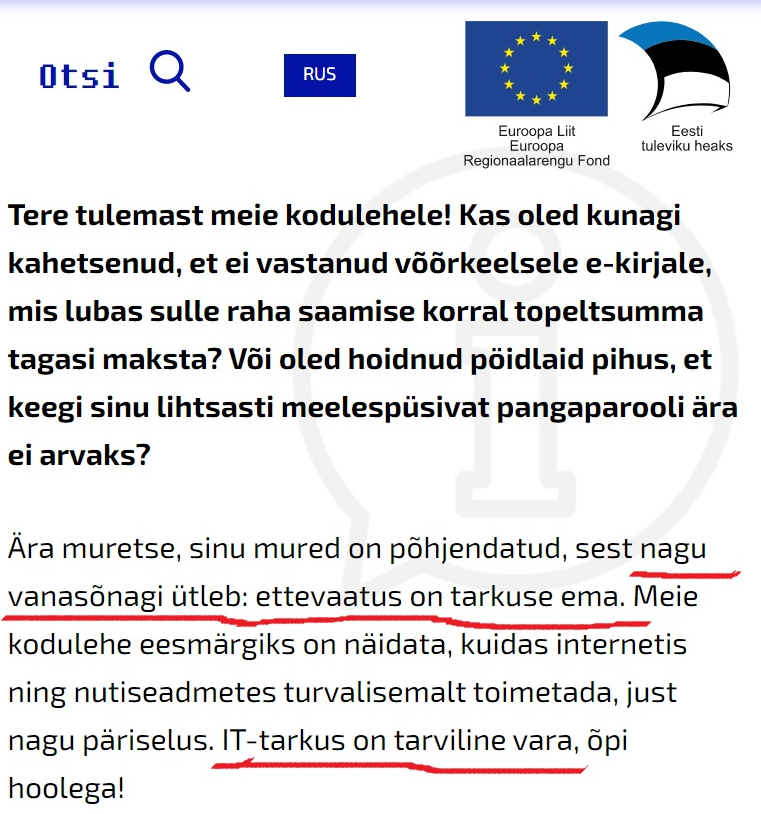 Otsi
RUS
Euroopa Liit
Euroopa
Regionaalarengu Fond
Eesti
tuleviku heaks
Tere tulemast meie kodulehele! Kas oled kunagi
kahetsenud, et ei vastanud võõrkeelsele e-kirjale,
mis lubas sulle raha saamise korral topeltsumma
tagasi maksta? Või oled hoidnud pöidlaid pihus, et
keegi sinu lihtsasti meelespüsivat pangaparooli ära
ei arvaks?
Ära muretse, sinu mured on põhjendatud, sest nagu
vanasõnagi ütleb: ettevaatus on tarkuse ema. Meie
kodulehe eesmärgiks on näidata, kuidas internetis
ning nutiseadmetes turvalisemalt toimetada, just
nagu päriselus. IT-tarkus on tarviline vara, õpi
hoolega!